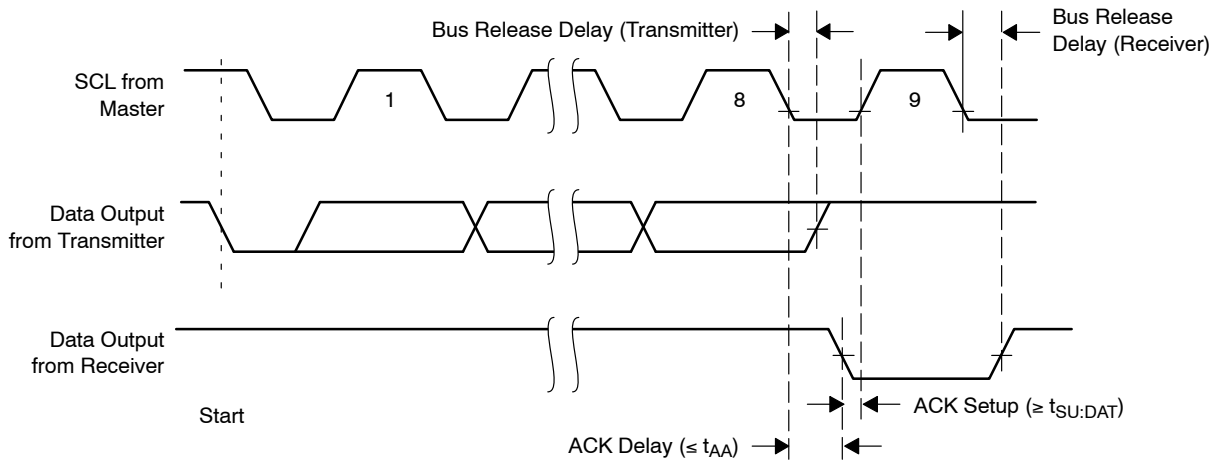 Bus Release Delay (Transmitter)
Bus Release
Delay (Receiver)
SCL from
Master
1
8
9
Data Output
from Transmitter
Data Output
from Receiver
Start
ACK Setup (≥ tSU:DAT)
ACK Delay (≤ tAA)